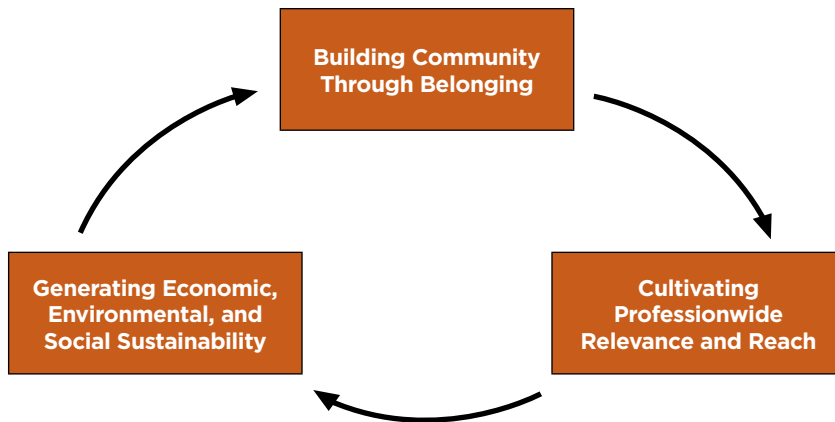 Building Community
Through Belonging
Generating Economic,
Environmental, and
Social Sustainability
Cultivating
Professionwide
Relevance and Reach